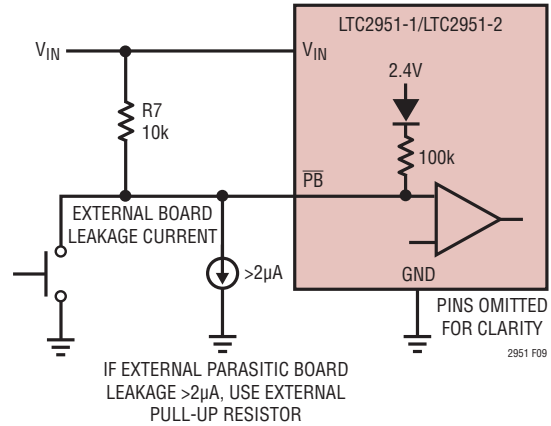 LTC2951-1/LTC2951-2
VIN
VIN
2.4V
R7
10k
100k
PB
EXTERNAL BOARD
LEAKAGE CURRENT
>2µA
GND
PINS OMITTED
FOR CLARITY
2951 F09
IF EXTERNAL PARASITIC BOARD
LEAKAGE >2µA, USE EXTERNAL
PULL-UP RESISTOR